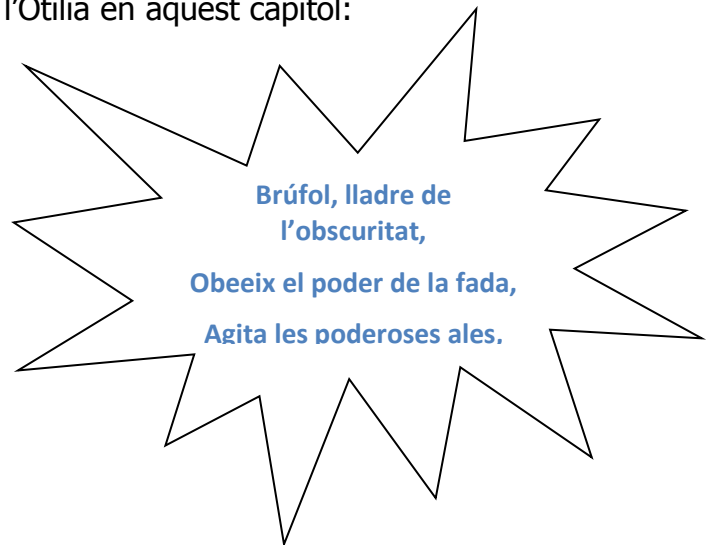 l'Otília en aquest capítol:
Brúfol, lladre de
l'obscuritat,
Obeeix el poder de la fada,
Agita les poderoses ales,